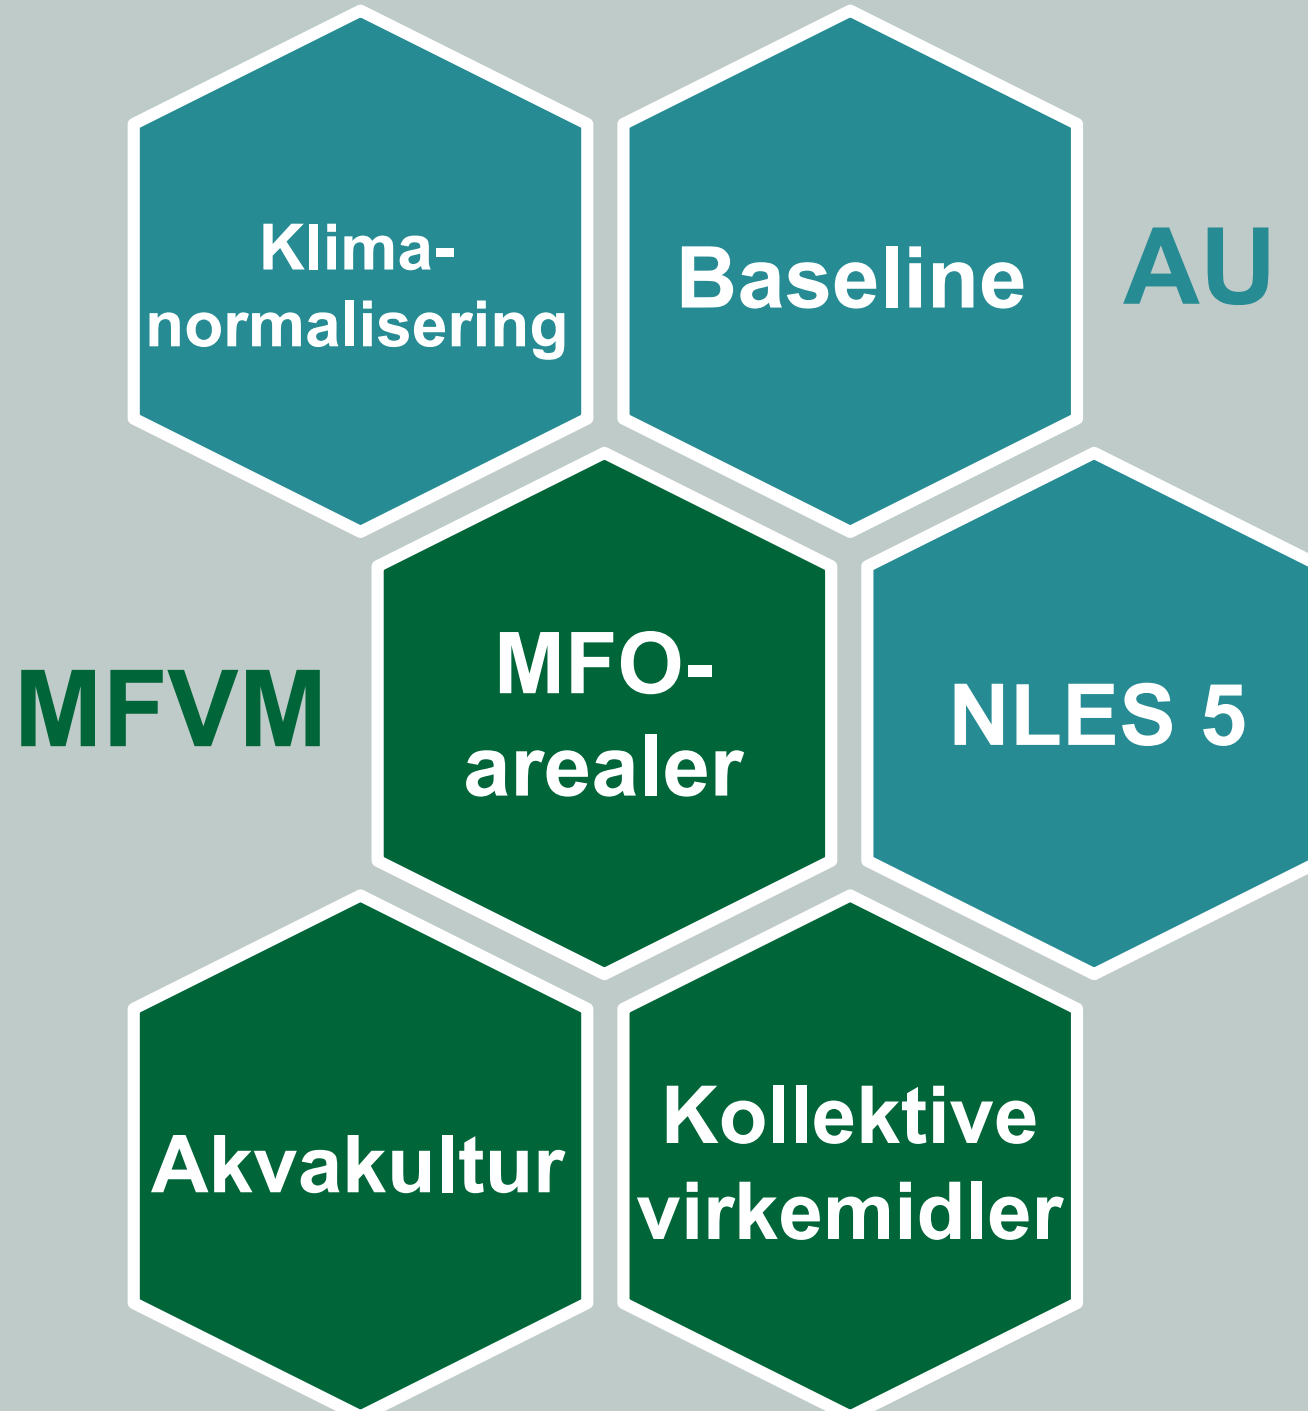 Klima-
normalisering
Baseline
AU
MFVM
MFO-
arealer
NLES 5
Akvakultur
Kollektive
virkemidler